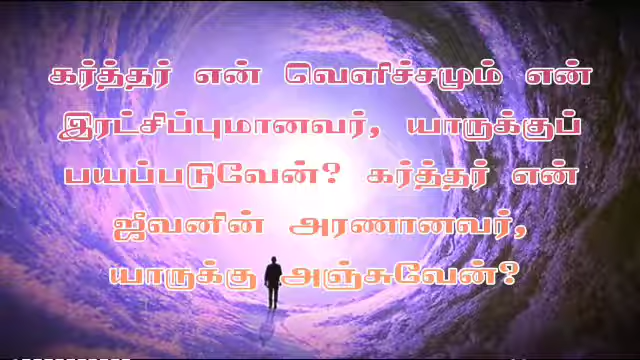 கர்த்தர் என் வெளிச்சமும் என்
இரட்சிப்புமானவர், யாருக்குப்
பயப்படுவேன்? கர்த்தர் என்
ஜீவனின் அரணானவர்,
யாருக்கு அஞ்சுவேன்?